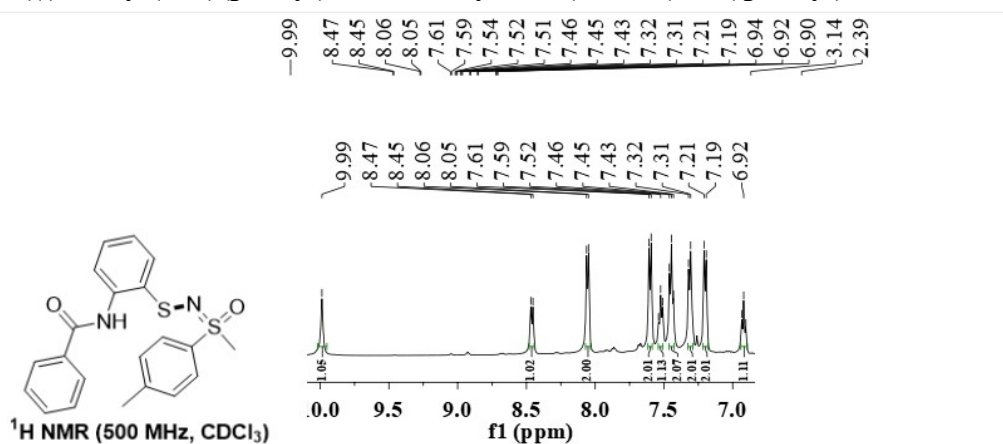 9.99 8.47 8.45 8.06 8.05 7.61 7.59 7.54 7.52 7.51 7.46 7.45 7.43 7.32 7.31 7.21 7.19 6.94 6.92 6.90 3.14 2.39
9.99 8.47 8.45 8.06 8.05 7.61 7.59 7.52 7.46 7.45 7.43 7.32 7.31 7.21 7.19 6.92
O NH S N S O
1.05 1.02 2.00 2.01 1.13 2.07 2.01 2.01 1.11
.0.0 9.5 9.0 8.5 8.0 7.5 7.0
f1 (ppm)
¹H NMR (500 MHz, CDCl₃)